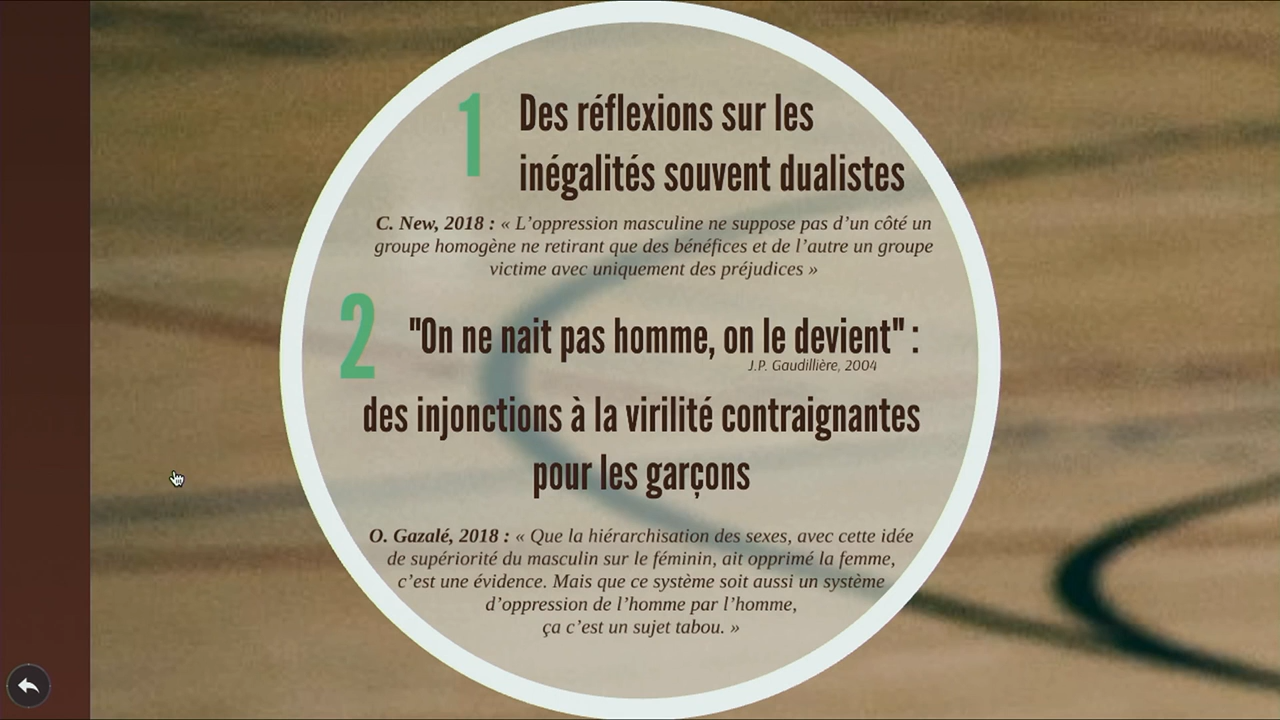 1 Des réflexions sur les
inégalités souvent dualistes
C. New, 2018 : « L’oppression masculine ne suppose pas d’un côté un
groupe homogène ne retirant que des bénéfices et de l’autre un groupe
victime avec uniquement des préjudices »
2 "On ne nait pas homme, on le devient" :
J.P. Gaudillière, 2004
des injonctions à la virilité contraignantes
pour les garçons
O. Gazalé, 2018 : « Que la hiérarchisation des sexes, avec cette idée
de supériorité du masculin sur le féminin, ait opprimé la femme,
c’est une évidence. Mais que ce système soit aussi un système
d’oppression de l’homme par l’homme,
ça c’est un sujet tabou. »